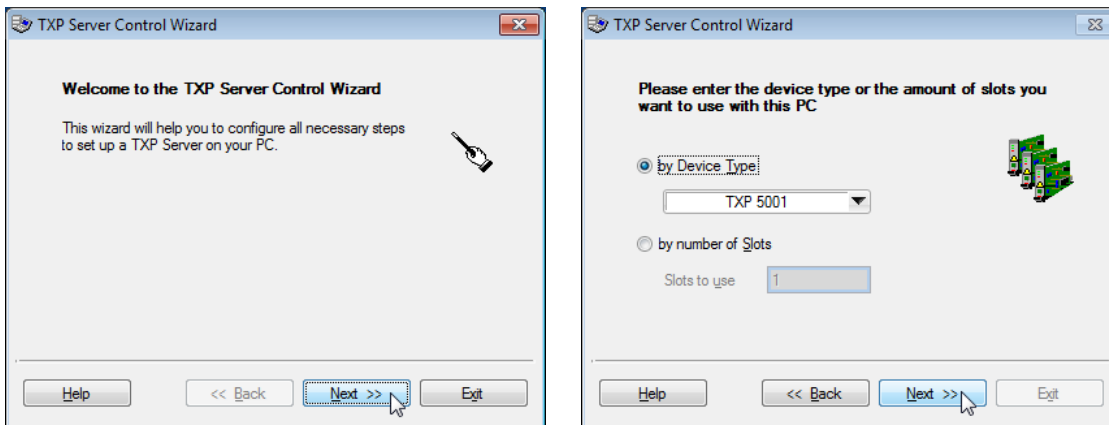 TXP Server Control Wizard
Welcome to the TXP Server Control Wizard
This wizard will help you to configure all necessary steps
to set up a TXP Server on your PC.
Help
<< Back
Next >>
Exit
TXP Server Control Wizard
Please enter the device type or the amount of slots you
want to use with this PC
by Device Type
TXP 5001
by number of Slots
Slots to use
1
Help
<< Back
Next >>
Exit